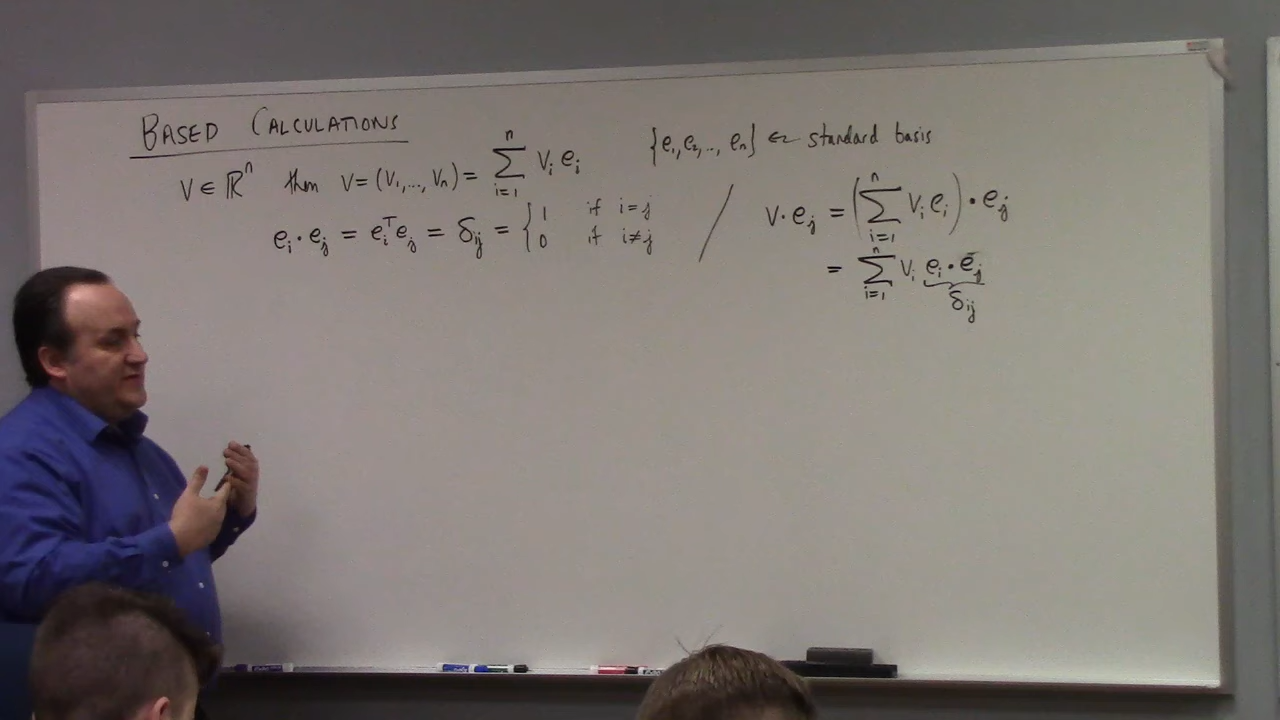 BASED CALCULATIONS
{e₁, e₂, ..., eₙ} ← standard basis
V ∈ ℝⁿ then V = (V₁, ..., Vₙ) = ∑ᵢ₌₁ⁿ Vᵢ eᵢ
eᵢ · eⱼ = eᵢᵀ eⱼ = δᵢⱼ = { 1 if i = j
0 if i ≠ j
/
V · eⱼ = (∑ᵢ₌₁ⁿ Vᵢ eᵢ) · eⱼ
= ∑ᵢ₌₁ⁿ Vᵢ eᵢ · eⱼ
δᵢⱼ